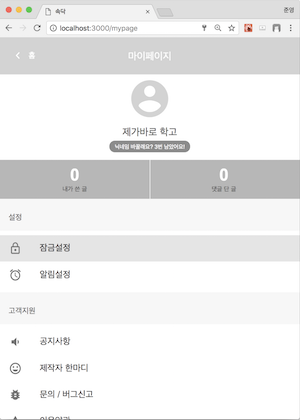 속닥
준영
localhost:3000/mypage
홈
마이페이지
제가바로 학고
닉네임 바꿀래요? 3번 남았어요!
0
내가 쓴 글
0
댓글 단 글
설정
잠금설정
알림설정
고객지원
공지사항
제작자 한마디
문의 / 버그신고